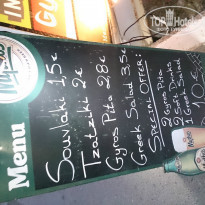 Menu
Souvlaki 1,5€
Tzatziki 2€
Gyros Pita 2,8€
Greek Salad 3,5€
SPECIAL OFFER:
2 Gyros Pita
2 Soft Drinks
1 Greek Salad
10€
TopHotels